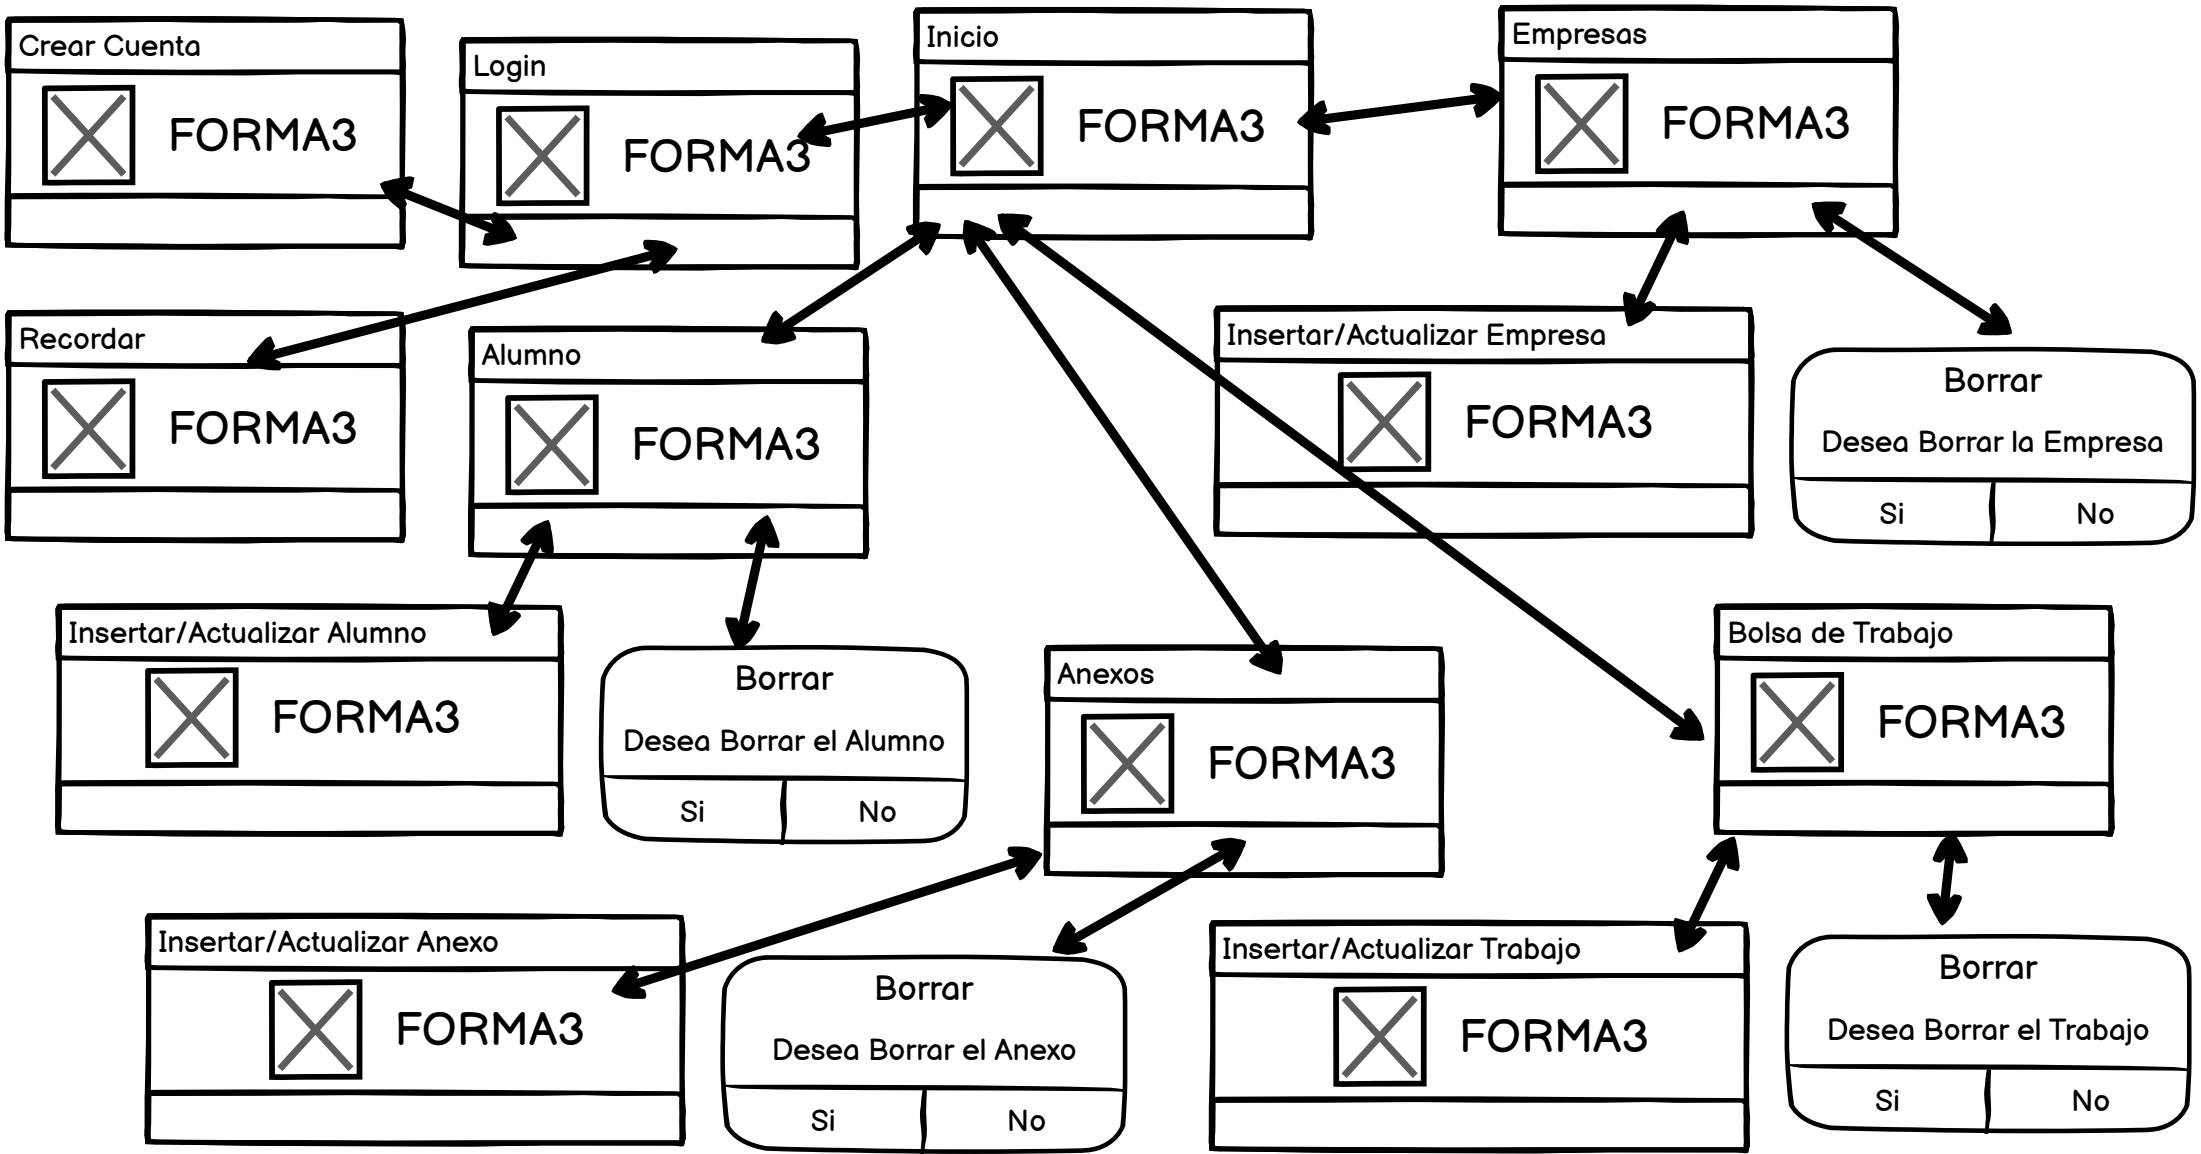 Crear Cuenta
FORMA3
Login
FORMA3
Inicio
FORMA3
Empresas
FORMA3
Recordar
FORMA3
Alumno
FORMA3
Insertar/Actualizar Empresa
FORMA3
Borrar
Desea Borrar la Empresa
Si
No
Insertar/Actualizar Alumno
FORMA3
Borrar
Desea Borrar el Alumno
Si
No
Anexos
FORMA3
Bolsa de Trabajo
FORMA3
Insertar/Actualizar Anexo
FORMA3
Borrar
Desea Borrar el Anexo
Si
No
Insertar/Actualizar Trabajo
FORMA3
Borrar
Desea Borrar el Trabajo
Si
No